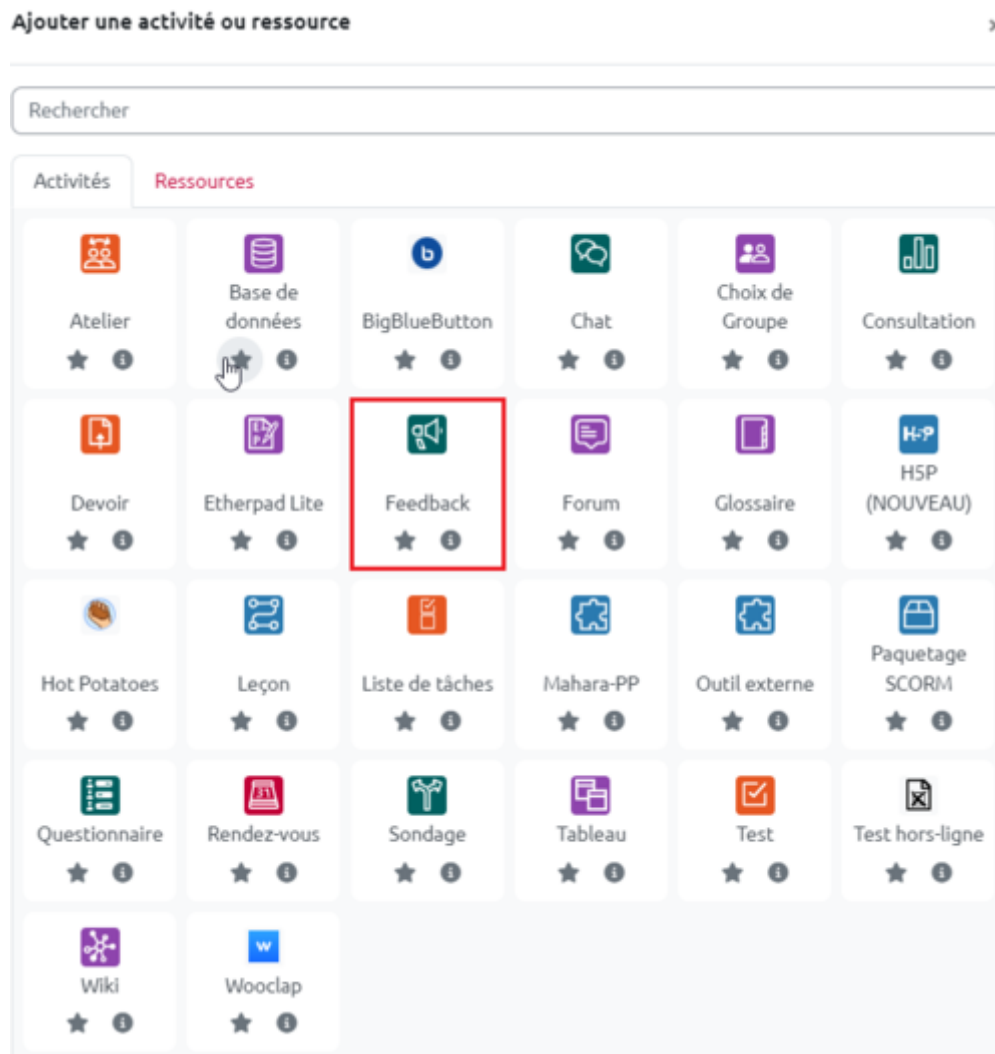 Ajouter une activité ou ressource
Rechercher
Activités
Ressources
Atelier
Base de
données
BigBlueButton
Chat
Choix de
Groupe
Consultation
Devoir
Etherpad Lite
Feedback
Forum
Glossaire
H5P
H5P
(NOUVEAU)
Hot Potatoes
Leçon
Liste de tâches
Mahara-PP
Outil externe
Paquetage
SCORM
Questionnaire
31
Rendez-vous
Sondage
Tableau
Test
Test hors-ligne
Wiki
w
Wooclap